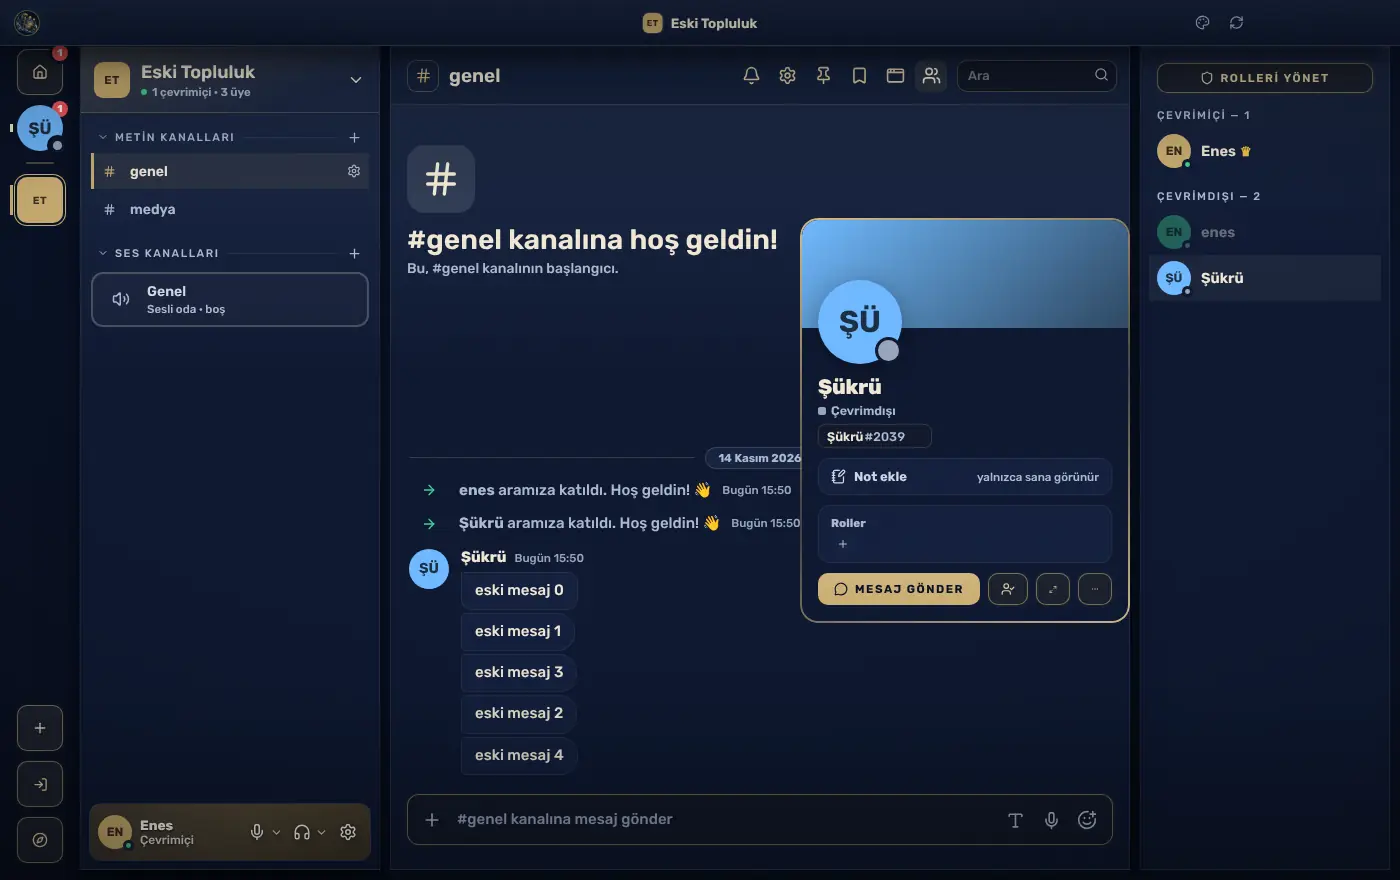 ET Eski Topluluk
1
ET
Eski Topluluk
1 çevrimiçi • 3 üye
ŞÜ
1
ET
METİN KANALLARI
# genel
# medya
SES KANALLARI
Genel
Sesli oda • boş
EN
Enes
Çevrimiçi
# genel
Ara
#
#genel kanalına hoş geldin!
Bu, #genel kanalının başlangıcı.
14 Kasım 2026
enes aramıza katıldı. Hoş geldin! 👋 Bugün 15:50
Şükrü aramıza katıldı. Hoş geldin! 👋 Bugün 15:50
ŞÜ
Şükrü Bugün 15:50
eski mesaj 0
eski mesaj 1
eski mesaj 3
eski mesaj 2
eski mesaj 4
#genel kanalına mesaj gönder
ŞÜ
Şükrü
Çevrimdışı
Şükrü#2039
Not ekle yalnızca sana görünür
Roller
+
MESAJ GÖNDER
ROLLERİ YÖNET
ÇEVRİMİÇİ — 1
EN Enes
ÇEVRİMDIŞI — 2
EN enes
ŞÜ Şükrü